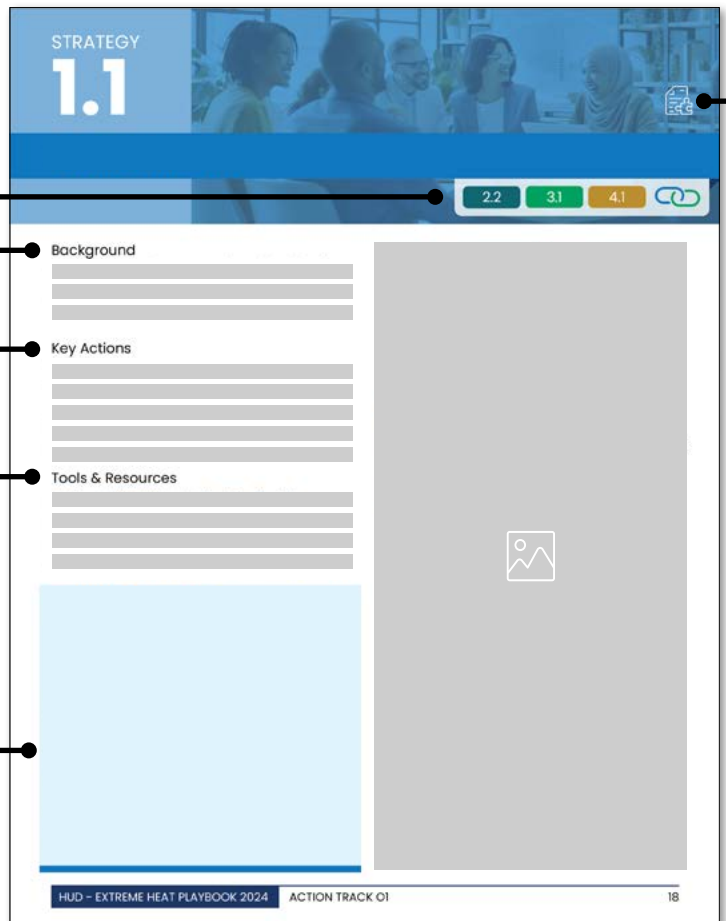 STRATEGY
1.1
2.2 3.1 4.1
Background
Key Actions
Tools & Resources
HUD – EXTREME HEAT PLAYBOOK 2024 ACTION TRACK 01 18